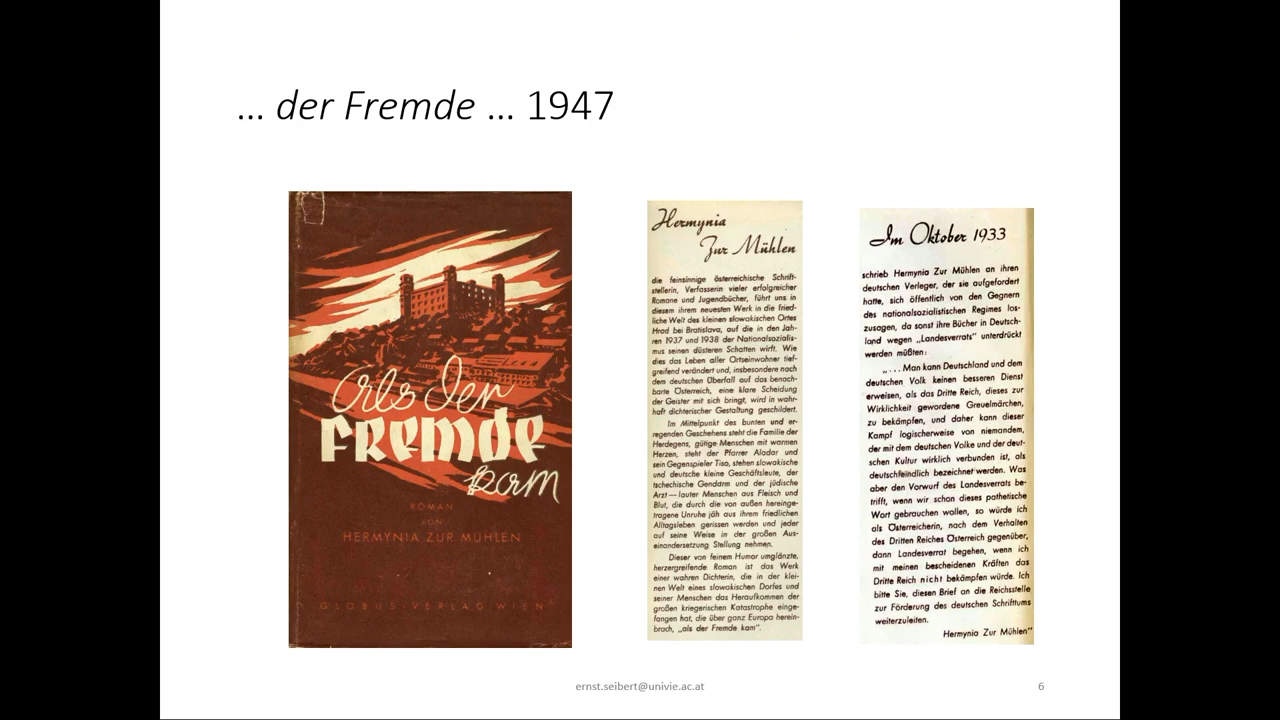 ... der Fremde ... 1947
Als der
FREMDE
kam
ROMAN
VON
HERMYNIA ZUR MÜHLEN
GLOBUS-VERLAG WIEN
Hermynia
Zur Mühlen
die feinsinnige österreichische Schrift-
stellerin, Verfasserin vieler erfolgreicher
Romane und Jugendbücher, führt uns in
diesem ihrem neuesten Werk in die fried-
liche Welt des kleinen slowakischen Ortes
Hrod bei Bratislava, auf die in den Jah-
ren 1937 und 1938 der Nationalsozialis-
mus seinen düsteren Schatten wirft. Wie
dies das Leben aller Ortseinwohner tief-
greifend verändert und, insbesondere nach
dem deutschen Überfall auf das benach-
barte Österreich, eine klare Scheidung
der Geister mit sich bringt, wird in wahr-
haft dichterischer Gestaltung geschildert.
Im Mittelpunkt des bunten und er-
regenden Geschehens steht die Familie der
Herdegens, gütige Menschen mit warmen
Herzen, steht der Pfarrer Aladar und
sein Gegenspieler Tiso, stehen slowakische
und deutsche kleine Geschäftsleute, der
tschechische Gendarm und der jüdische
Arzt — lauter Menschen aus Fleisch und
Blut, die durch die von außen hereinge-
tragene Unruhe jäh aus ihrem friedlichen
Alltagsleben gerissen werden und jeder
auf seine Weise in der großen Aus-
einandersetzung Stellung nehmen.
Dieser von feinem Humor umglänzte,
herzergreifende Roman ist das Werk
einer wahren Dichterin, die in der klei-
nen Welt eines slowakischen Dorfes und
seiner Menschen das Heraufkommen der
großen kriegerischen Katastrophe einge-
fangen hat, die über ganz Europa herein-
brach, „als der Fremde kam".
Im Oktober 1933
schrieb Hermynia Zur Mühlen an ihren
deutschen Verleger, der sie aufgefordert
hatte, sich öffentlich von den Gegnern
des nationalsozialistischen Regimes los-
zusagen, da sonst ihre Bücher in Deutsch-
land wegen „Landesverrats" unterdrückt
werden müßten:
„... Man kann Deutschland und dem
deutschen Volk keinen besseren Dienst
erweisen, als das Dritte Reich, dieses zur
Wirklichkeit gewordene Greuelmärchen,
zu bekämpfen, und daher kann dieser
Kampf logischerweise von niemandem,
der mit dem deutschen Volke und der deut-
schen Kultur wirklich verbunden ist, als
deutschfeindlich bezeichnet werden. Was
aber den Vorwurf des Landesverrats be-
trifft, wenn wir schon dieses pathetische
Wort gebrauchen wollen, so würde ich
als Österreicherin, nach dem Verhalten
des Dritten Reiches Österreich gegenüber,
dann Landesverrat begehen, wenn ich
mit meinen bescheidenen Kräften das
Dritte Reich nicht bekämpfen würde. Ich
bitte Sie, diesen Brief an die Reichsstelle
zur Förderung des deutschen Schrifttums
weiterzuleiten.
Hermynia Zur Mühlen"
ernst.seibert@univie.ac.at
6